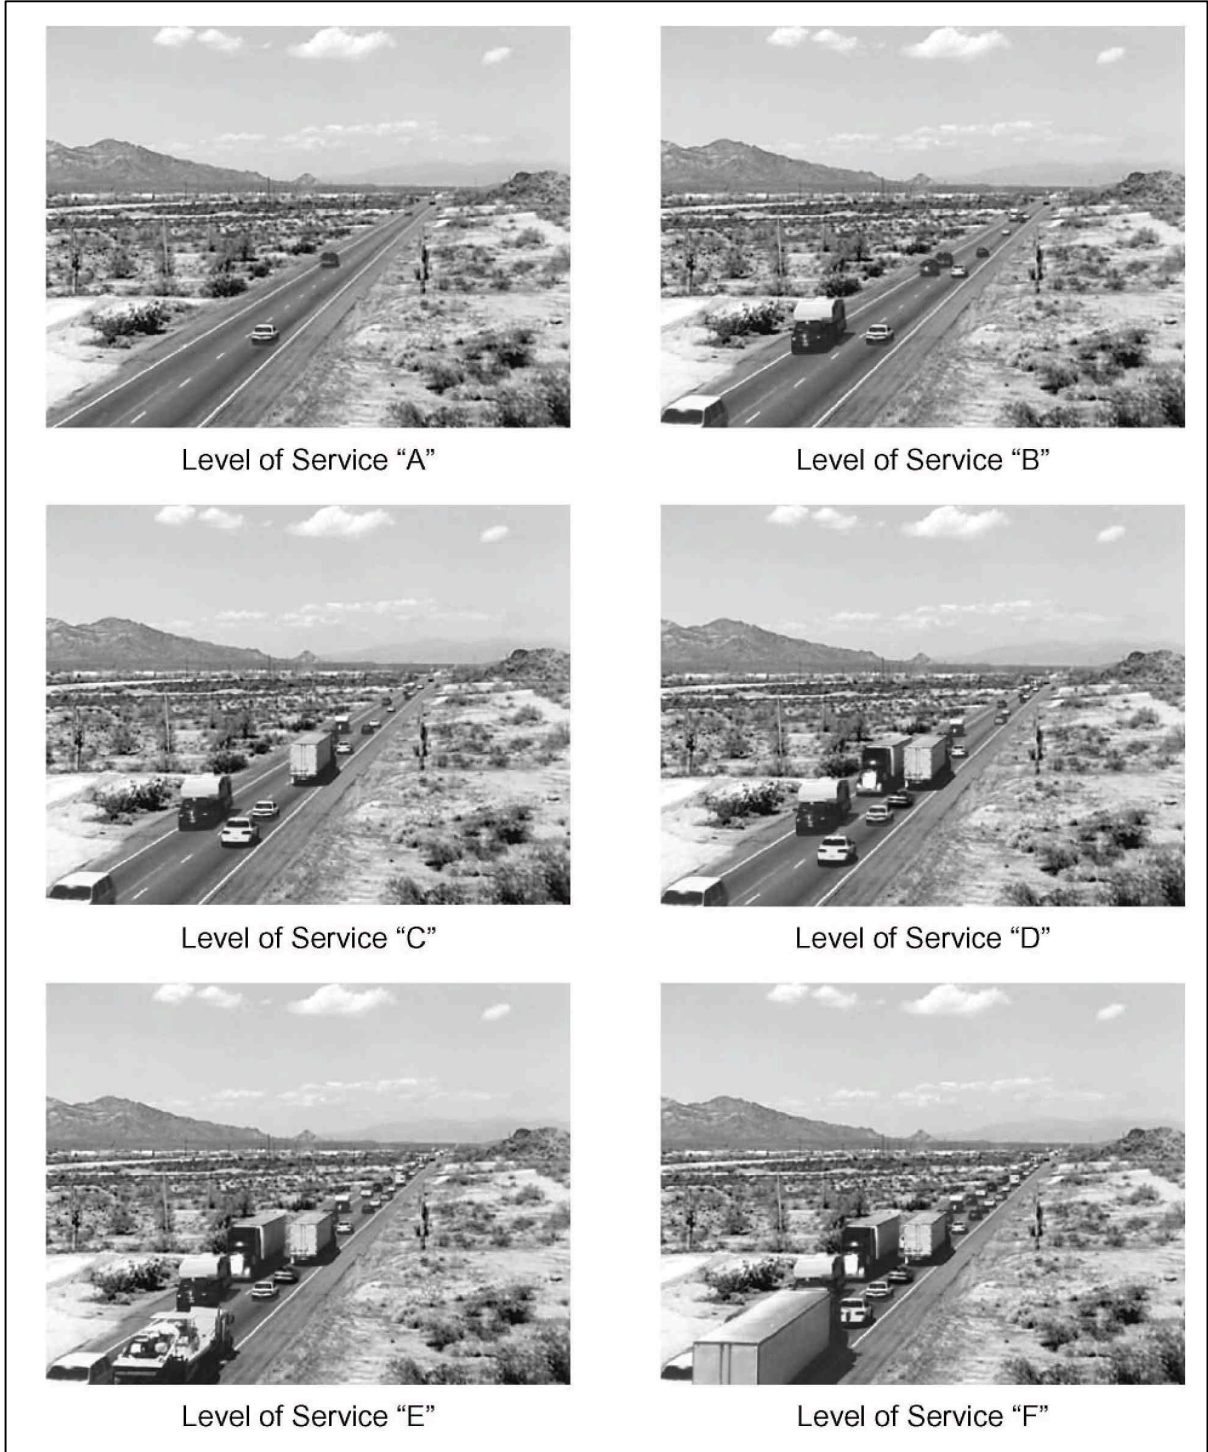 Level of Service “A”
Level of Service “B”
Level of Service “C”
Level of Service “D”
Level of Service “E”
Level of Service “F”